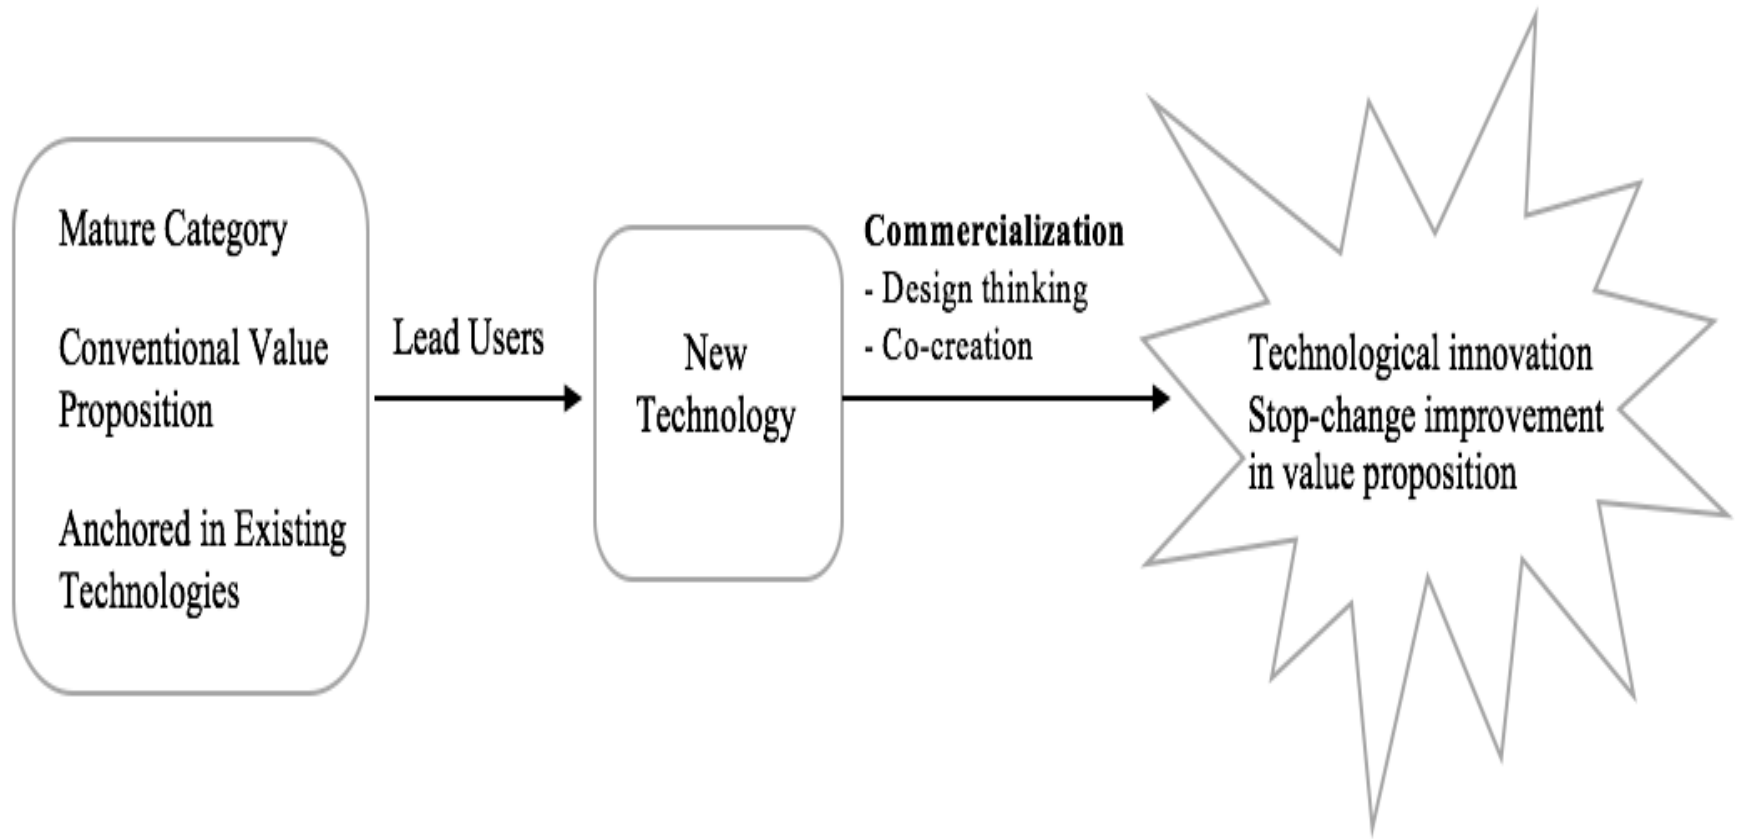 Mature Category
Conventional Value
Proposition
Anchored in Existing
Technologies
Lead Users
New
Technology
Commercialization
- Design thinking
- Co-creation
Technological innovation
Stop-change improvement
in value proposition